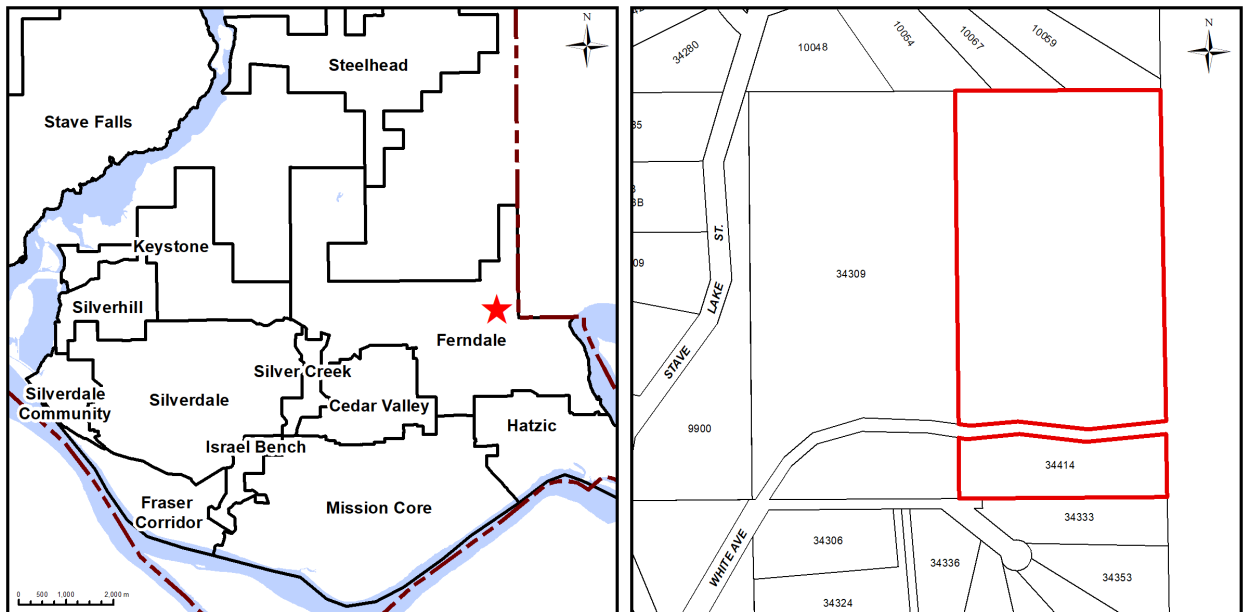 N
Steelhead
Stave Falls
Keystone
Silverhill
Ferndale
Silver Creek
Silverdale
Community
Silverdale
Cedar Valley
Hatzic
Israel Bench
Fraser
Corridor
Mission Core
0 500 1,000 2,000 m
N
34280
10048
10054
10067
10059
35
3B
09
34309
STAVE LAKE ST.
9900
34414
WHITE AVE
34333
34306
34336
34353
34324